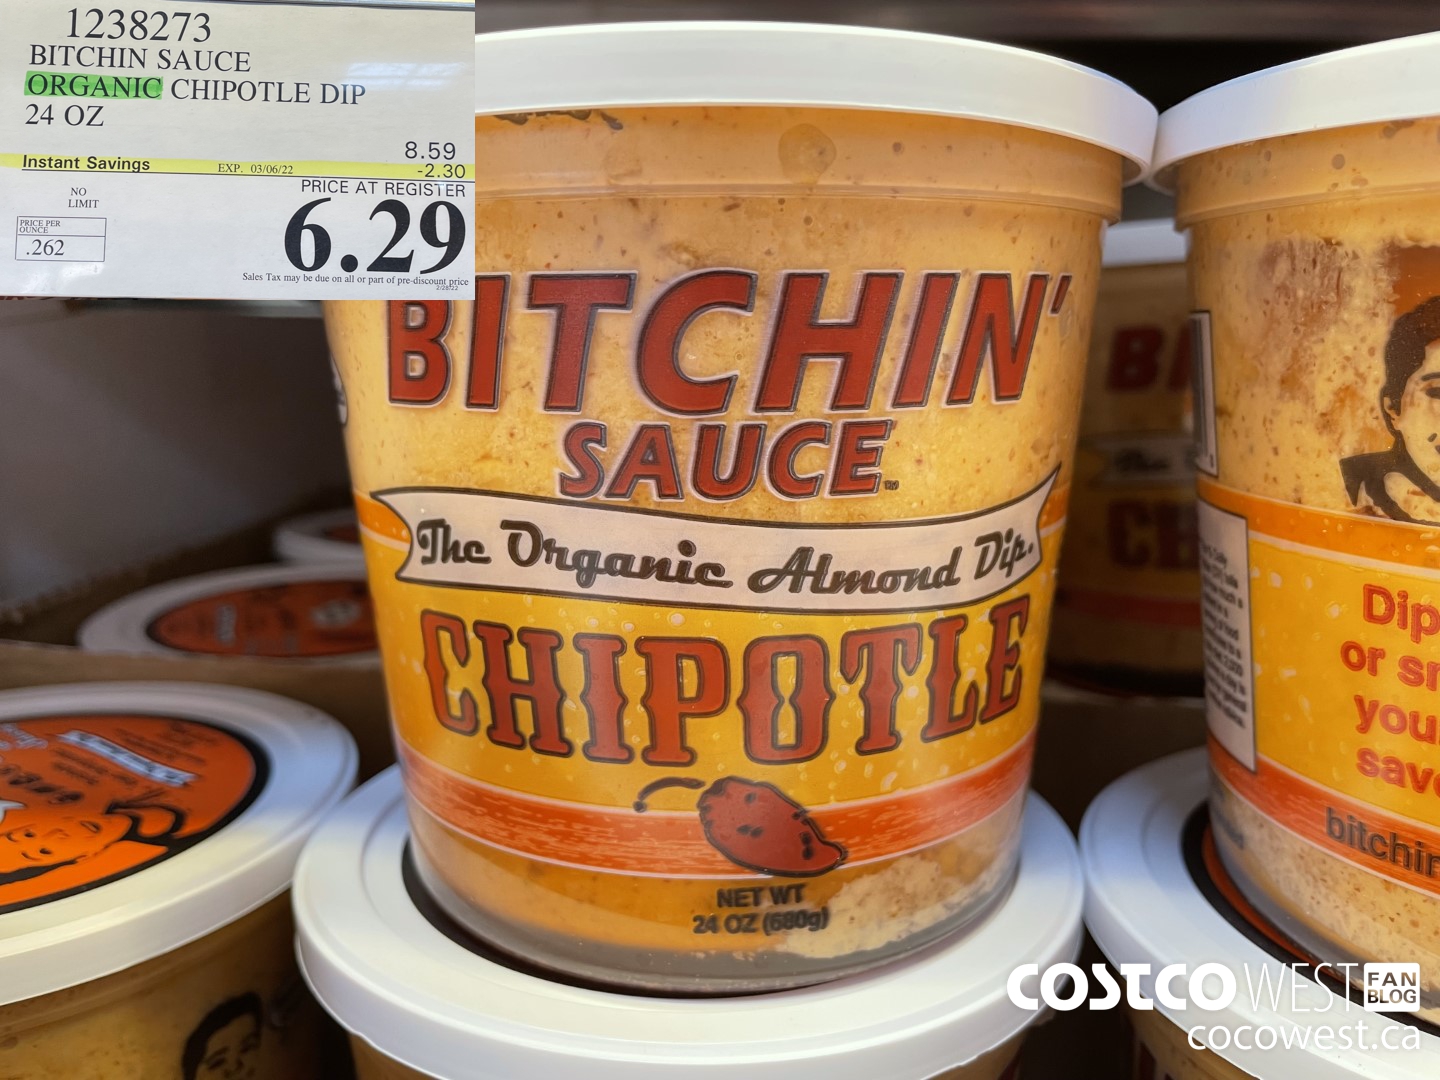 1238273
BITCHIN SAUCE
ORGANIC CHIPOTLE DIP
24 OZ
8.59
Instant Savings EXP. 03/06/22 -2.30
PRICE AT REGISTER
NO
LIMIT
6.29
PRICE PER
OUNCE
.262
Sales Tax may be due on all or part of pre-discount price
BITCHIN'
SAUCE
The Organic Almond Dip.
CHIPOTLE
NET WT
24 OZ (680g)
Dip
or
you
bitchin
COSTCO WEST FAN
BLOG
cocowest.ca